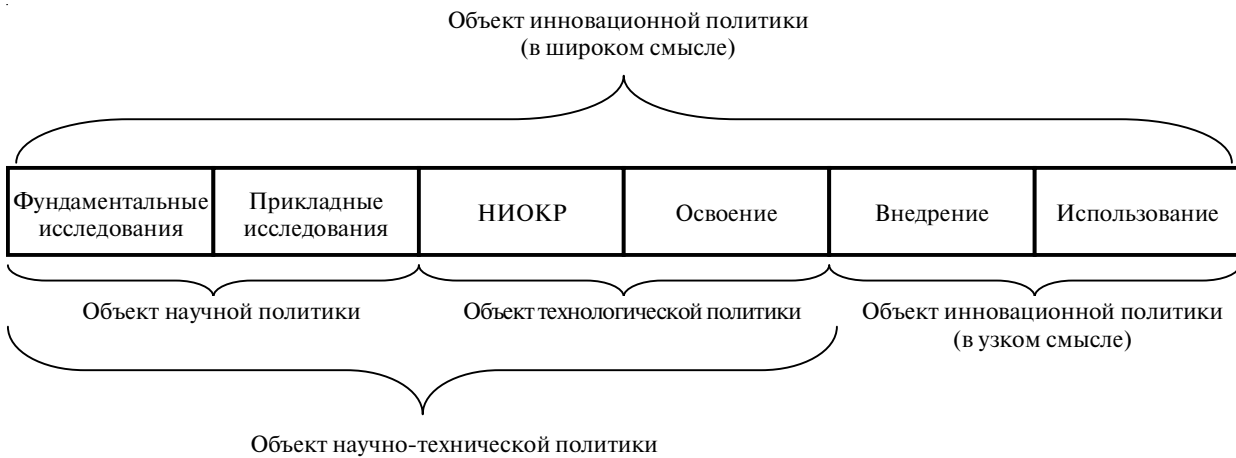 Объект инновационной политики
(в широком смысле)
Фундаментальные
исследования
Прикладные
исследования
НИОКР
Освоение
Внедрение
Использование
Объект научной политики
Объект технологической политики
Объект инновационной политики
(в узком смысле)
Объект научно-технической политики